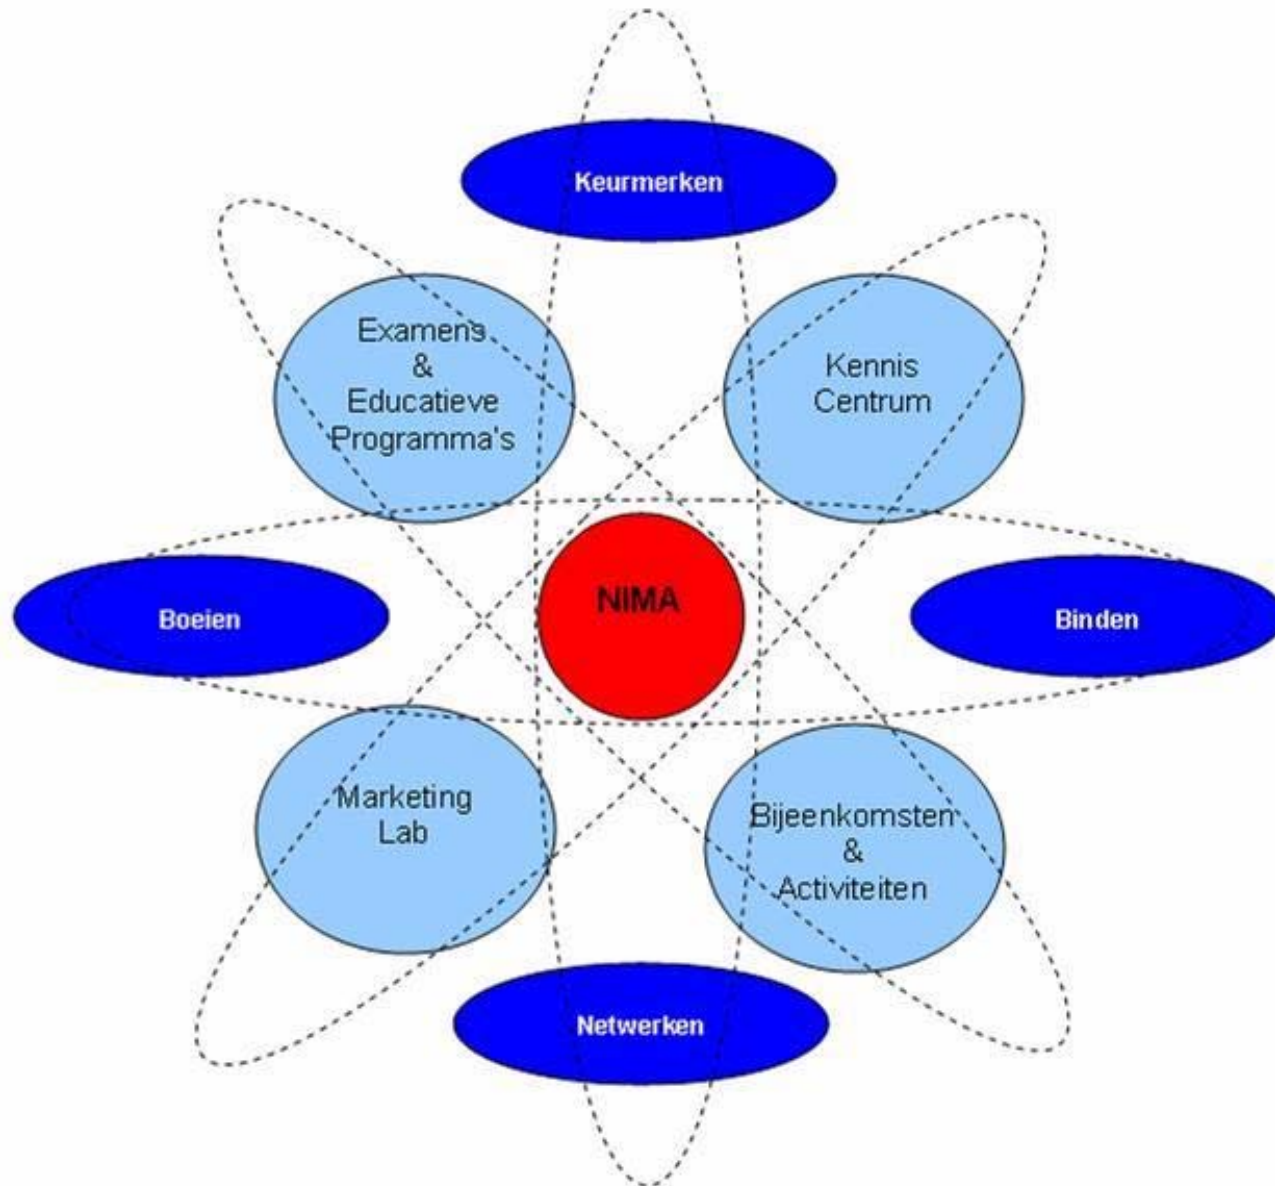 Keurmerken
Examens
&
Educatieve
Programma's
Kennis
Centrum
Boeien
NIMA
Binden
Marketing
Lab
Bijeenkomsten
&
Activiteiten
Netwerken